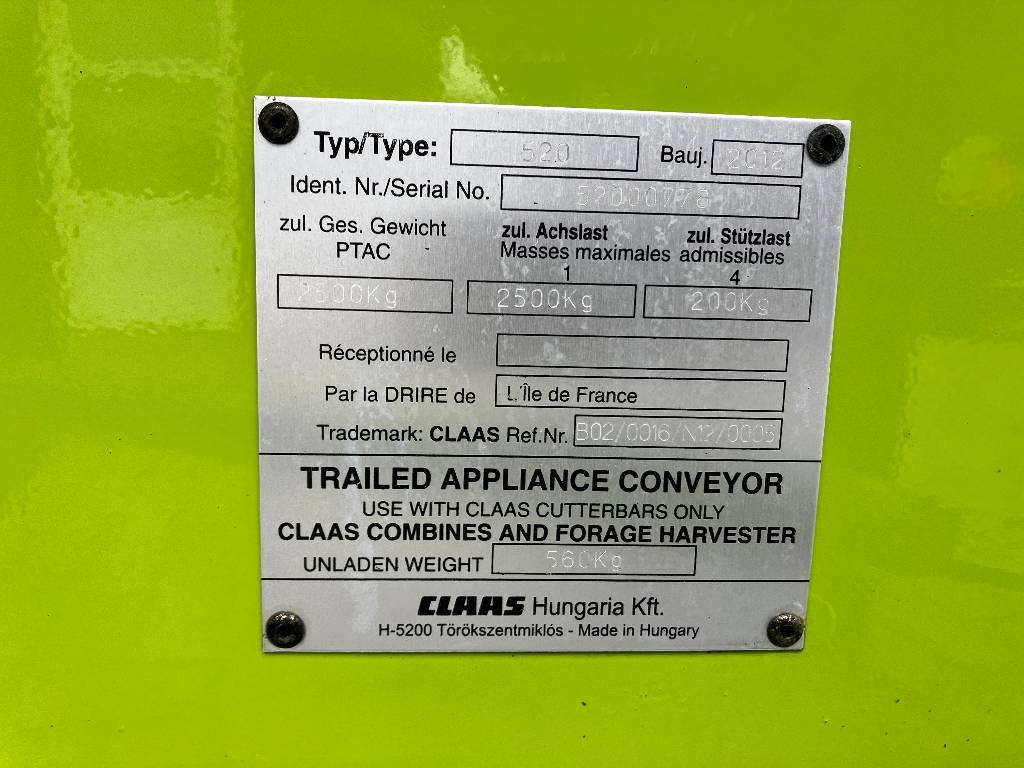 Typ/Type: 520 Bauj. 2012
Ident. Nr./Serial No. 52000778
zul. Ges. Gewicht zul. Achslast zul. Stützlast
PTAC Masses maximales admissibles
1 4
2500Kg 2500Kg 200Kg
Réceptionné le
Par la DRIRE de L'Île de France
Trademark: CLAAS Ref.Nr. B02/0016/N12/0005
TRAILED APPLIANCE CONVEYOR
USE WITH CLAAS CUTTERBARS ONLY
CLAAS COMBINES AND FORAGE HARVESTER
UNLADEN WEIGHT 560Kg
CLAAS Hungaria Kft.
H-5200 Törökszentmiklós - Made in Hungary